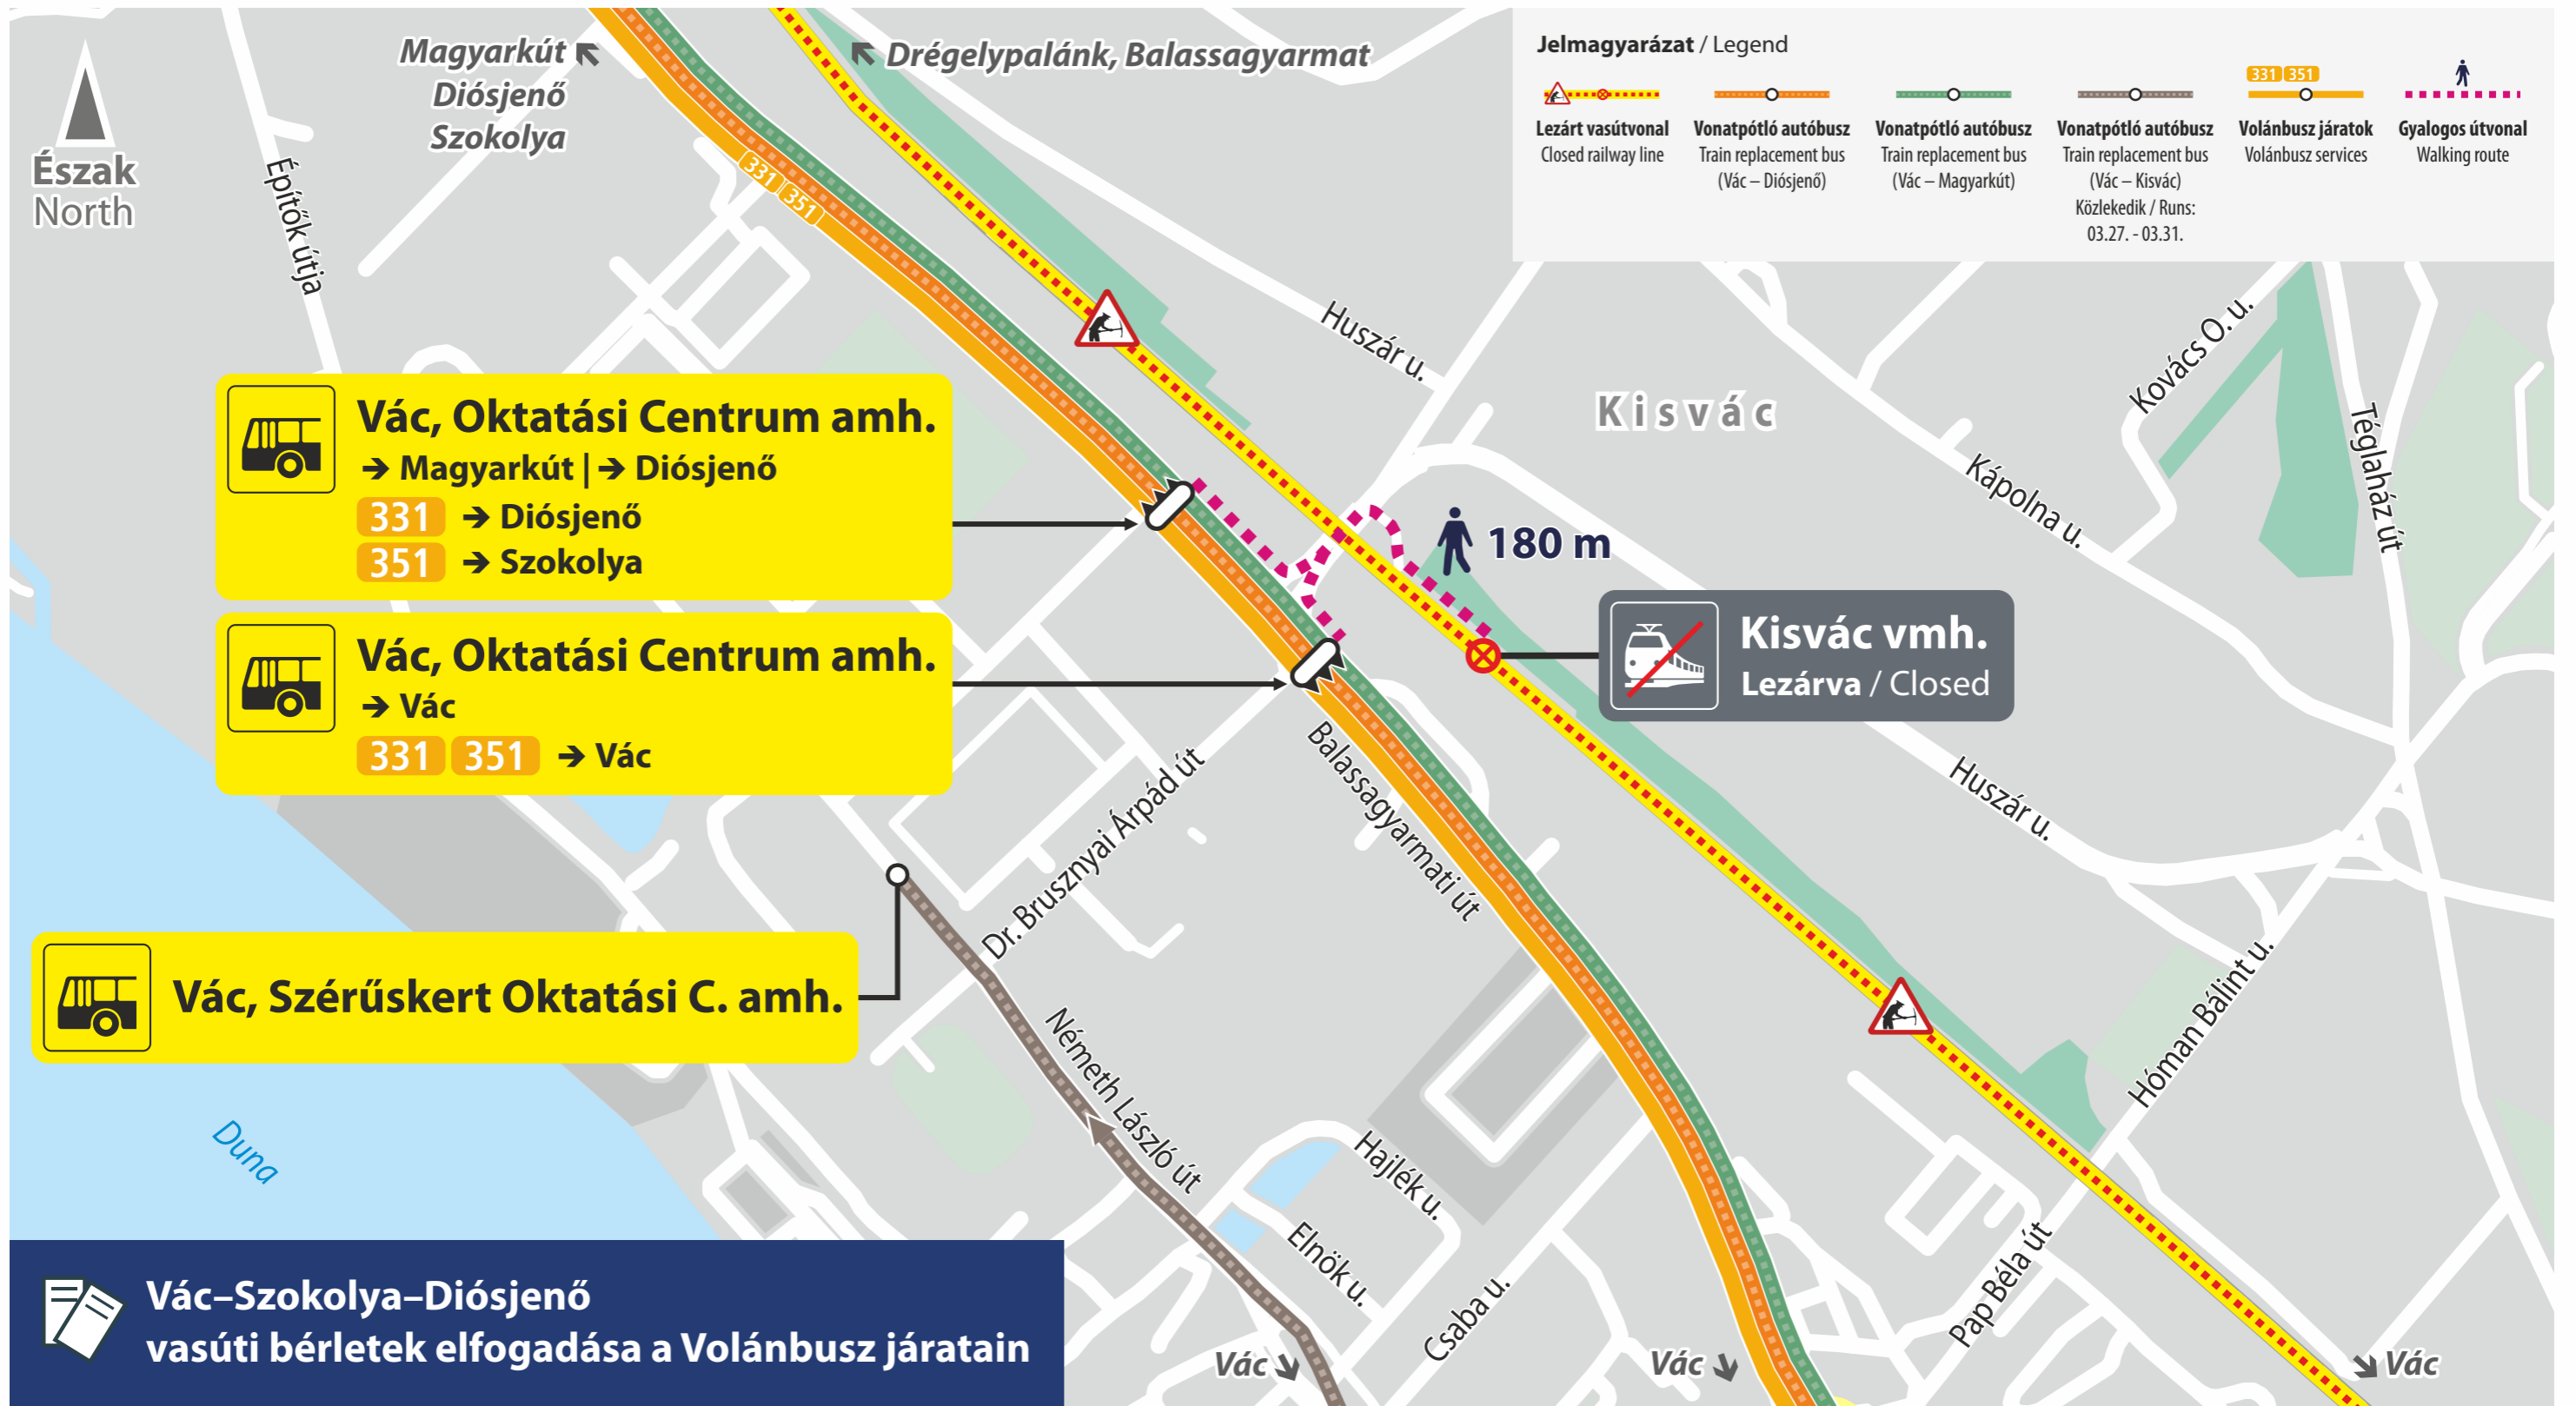 Magyarkút
Diósjenő
Szokolya
Drégelypalánk, Balassagyarmat
Észak
North
Jelmagyarázat / Legend
Lezárt vasútvonal
Closed railway line
Vonatpótló autóbusz
Train replacement bus
(Vác – Diósjenő)
Vonatpótló autóbusz
Train replacement bus
(Vác – Magyarkút)
Vonatpótló autóbusz
Train replacement bus
(Vác – Kisvác)
Közlekedik / Runs:
03.27. - 03.31.
331 351
Volánbusz járatok
Volánbusz services
Gyalogos útvonal
Walking route
Építők útja
331 351
Huszár u.
Kisvác
Kovács O. u.
Téglaház út
Kápolna u.
Vác, Oktatási Centrum amh.
→ Magyarkút | → Diósjenő
331 → Diósjenő
351 → Szokolya
180 m
Vác, Oktatási Centrum amh.
→ Vác
331 351 → Vác
Kisvác vmh.
Lezárva / Closed
Balassagyarmati út
Dr. Brusznyai Árpád út
Huszár u.
Vác, Szérűskert Oktatási C. amh.
Németh László út
Hóman Bálint u.
Duna
Hajlék u.
Elnök u.
Csaba u.
Pap Béla út
Vác–Szokolya–Diósjenő
vasúti bérletek elfogadása a Volánbusz járatain
Vác
Vác
Vác